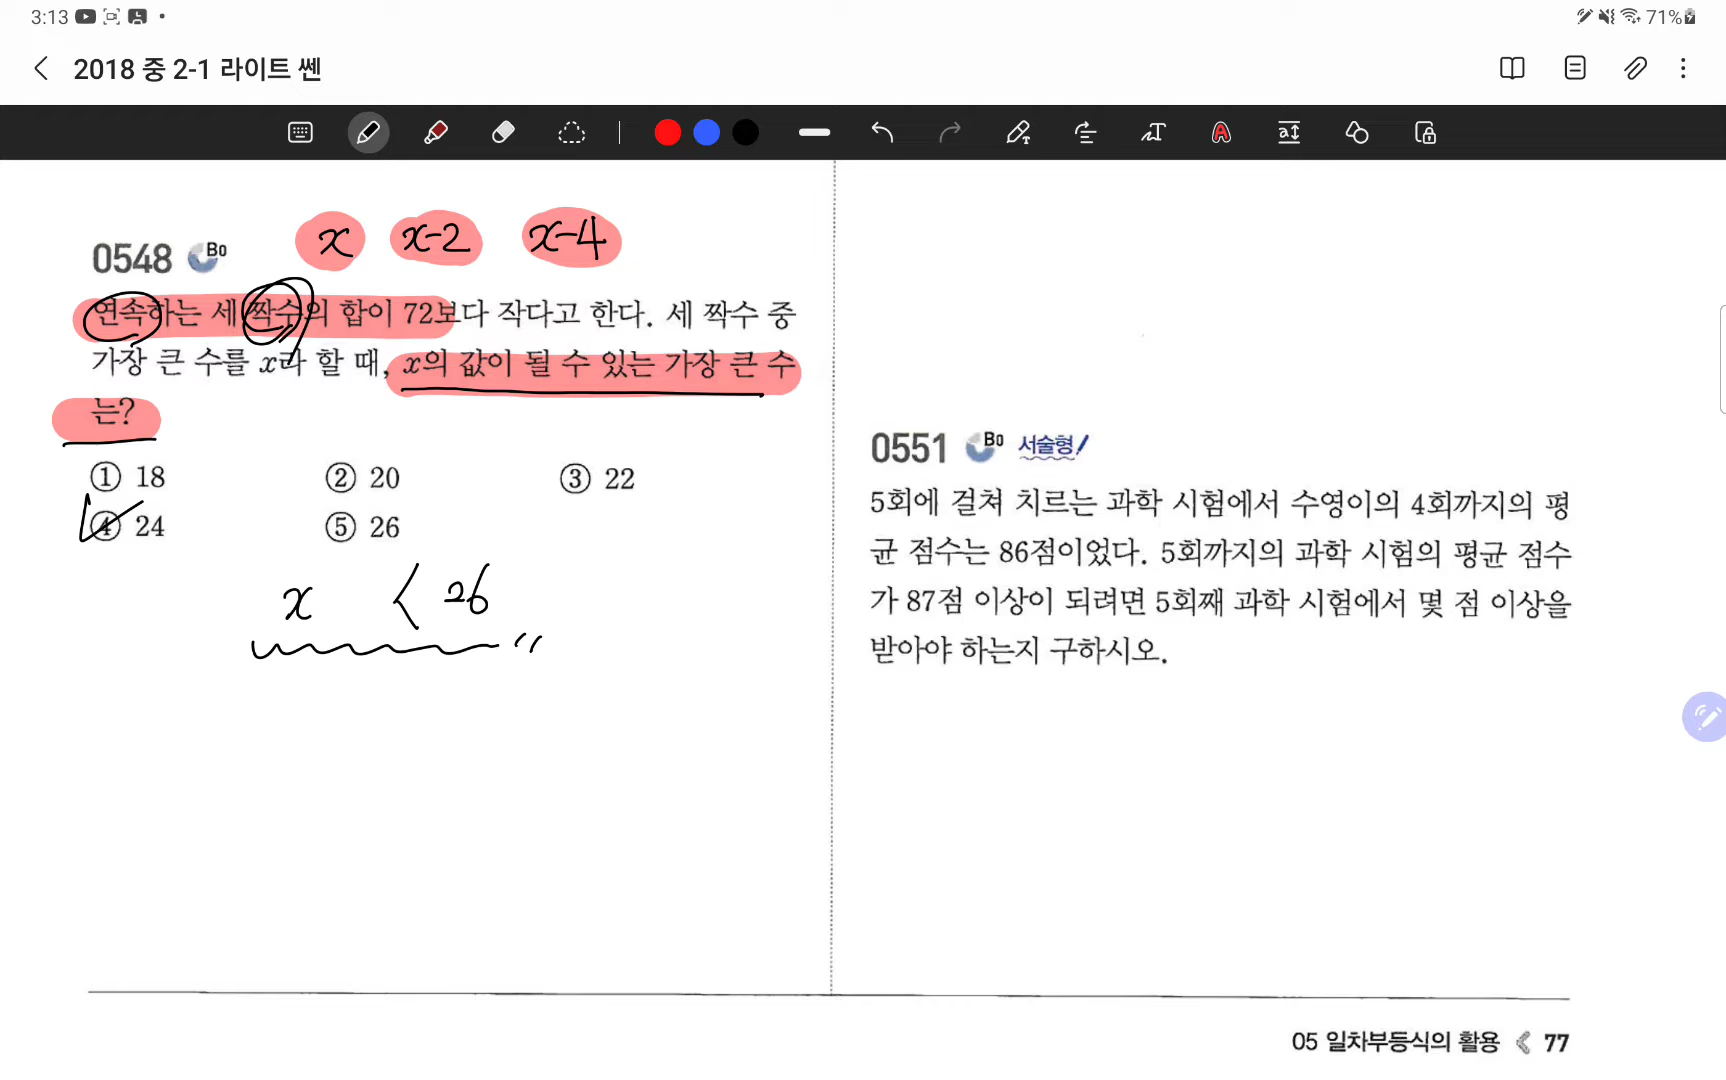 3:13
71%
2018 중 2-1 라이트 쎈
x x-2 x-4
0548 B0
연속하는 세 짝수의 합이 72보다 작다고 한다. 세 짝수 중
가장 큰 수를 x라 할 때, x의 값이 될 수 있는 가장 큰 수
는?
① 18 ② 20 ③ 22
④ 24 ⑤ 26
x < 26
0551 B0 서술형!
5회에 걸쳐 치르는 과학 시험에서 수영이의 4회까지의 평
균 점수는 86점이었다. 5회까지의 과학 시험의 평균 점수
가 87점 이상이 되려면 5회째 과학 시험에서 몇 점 이상을
받아야 하는지 구하시오.
05 일차부등식의 활용 77